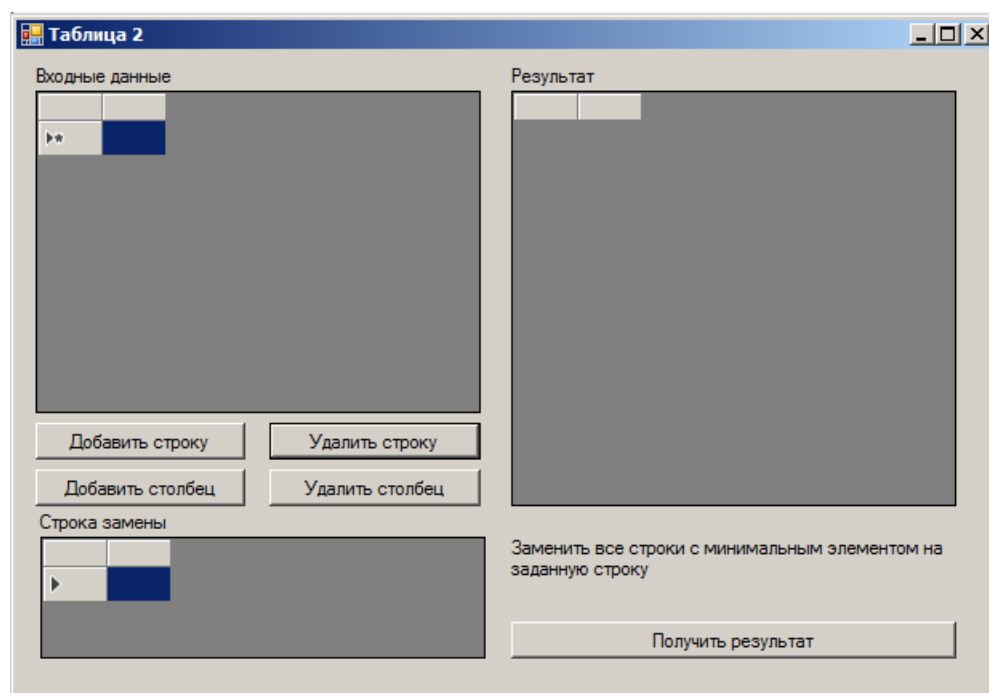 Таблица 2
Входные данные
Результат
Добавить строку
Удалить строку
Добавить столбец
Удалить столбец
Строка замены
Заменить все строки с минимальным элементом на
заданную строку
Получить результат